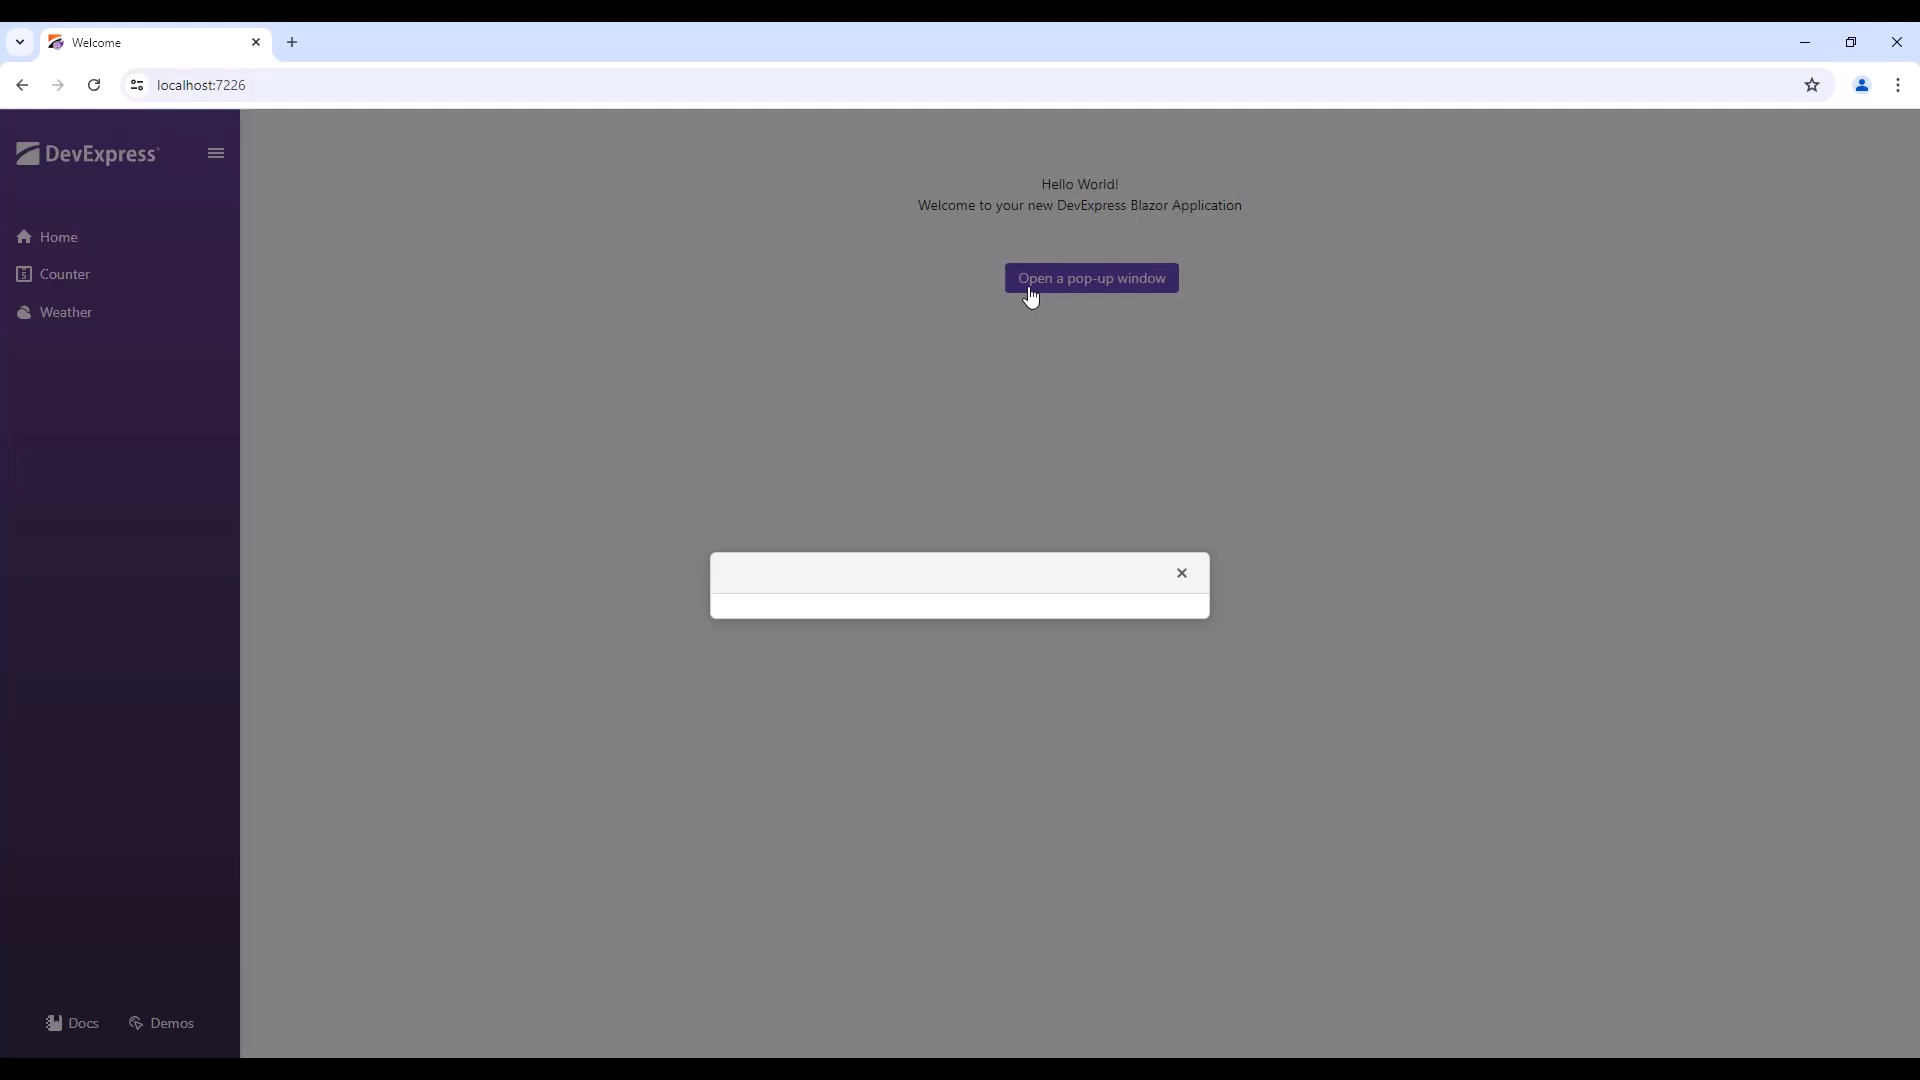 Welcome
localhost:7226
DevExpress
Home
Counter
Weather
Hello World!
Welcome to your new DevExpress Blazor Application
Open a pop-up window
Docs
Demos